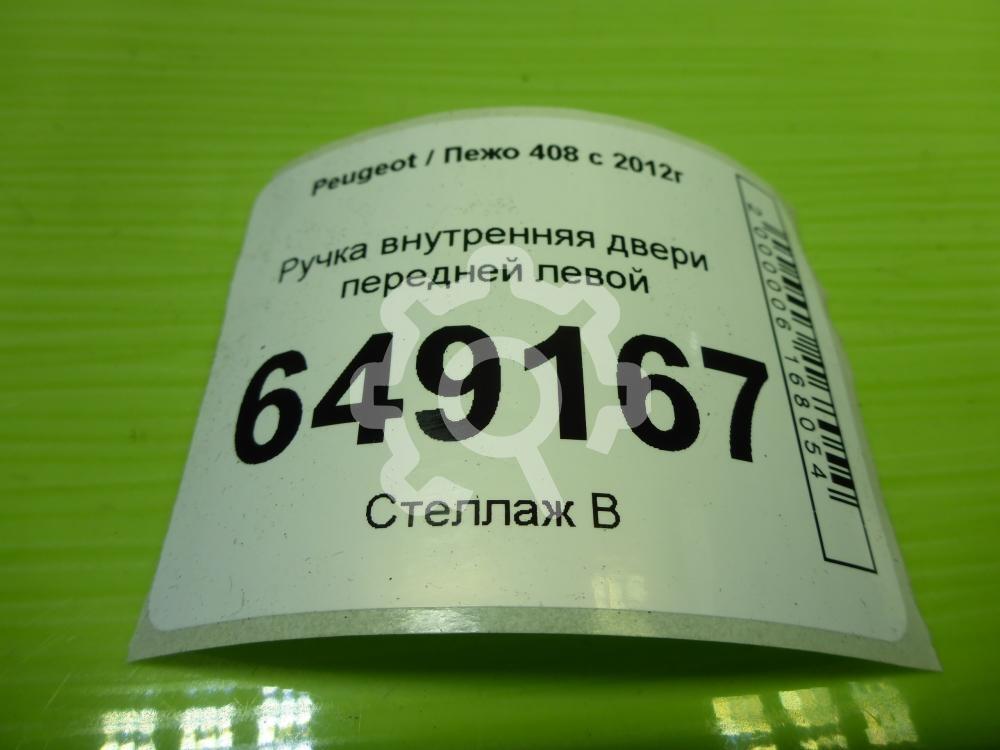 Peugeot / Пежо 408 с 2012г
Ручка внутренняя двери
передней левой
649167
Стеллаж В
2000006168054